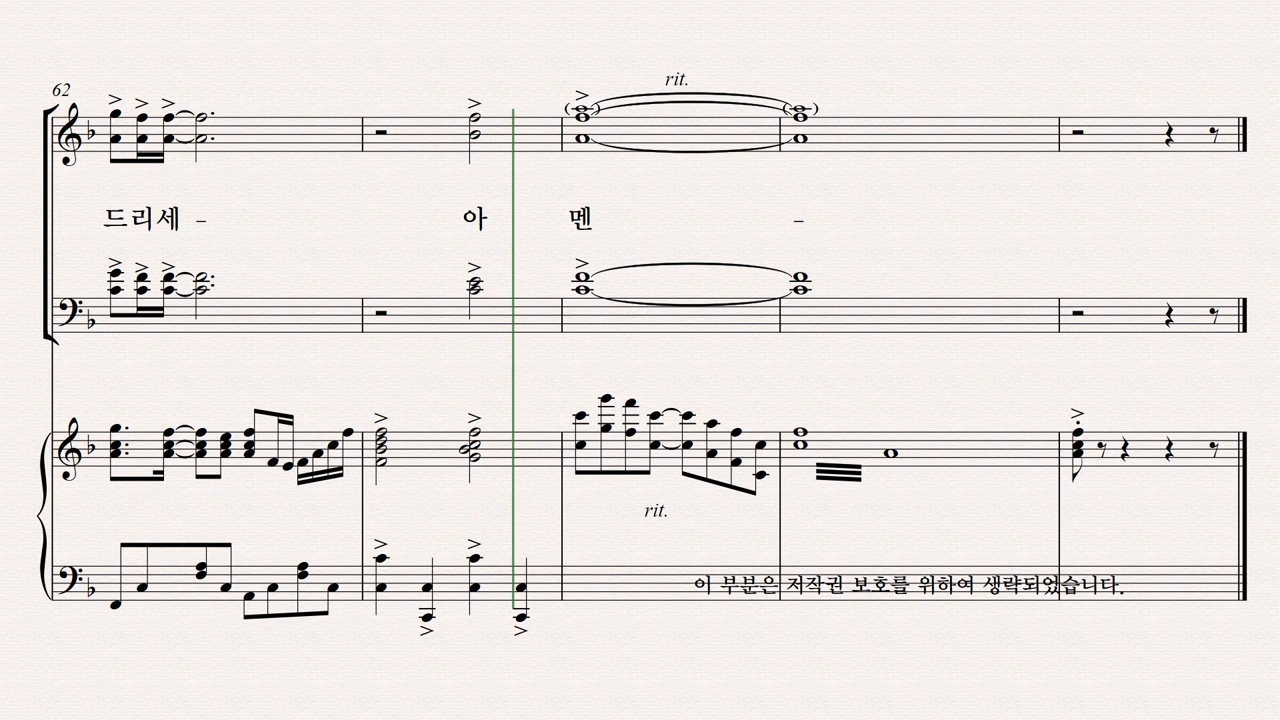 62
rit.
드리세 - 아 멘 -
rit.
이 부분은 저작권 보호를 위하여 생략되었습니다.